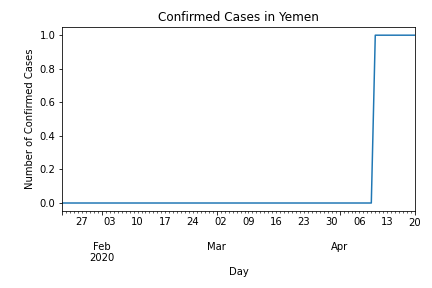 Confirmed Cases in Yemen
Number of Confirmed Cases
1.0
0.8
0.6
0.4
0.2
0.0
27 03 10 17 24 02 09 16 23 30 06 13 20
Feb Mar Apr
2020
Day